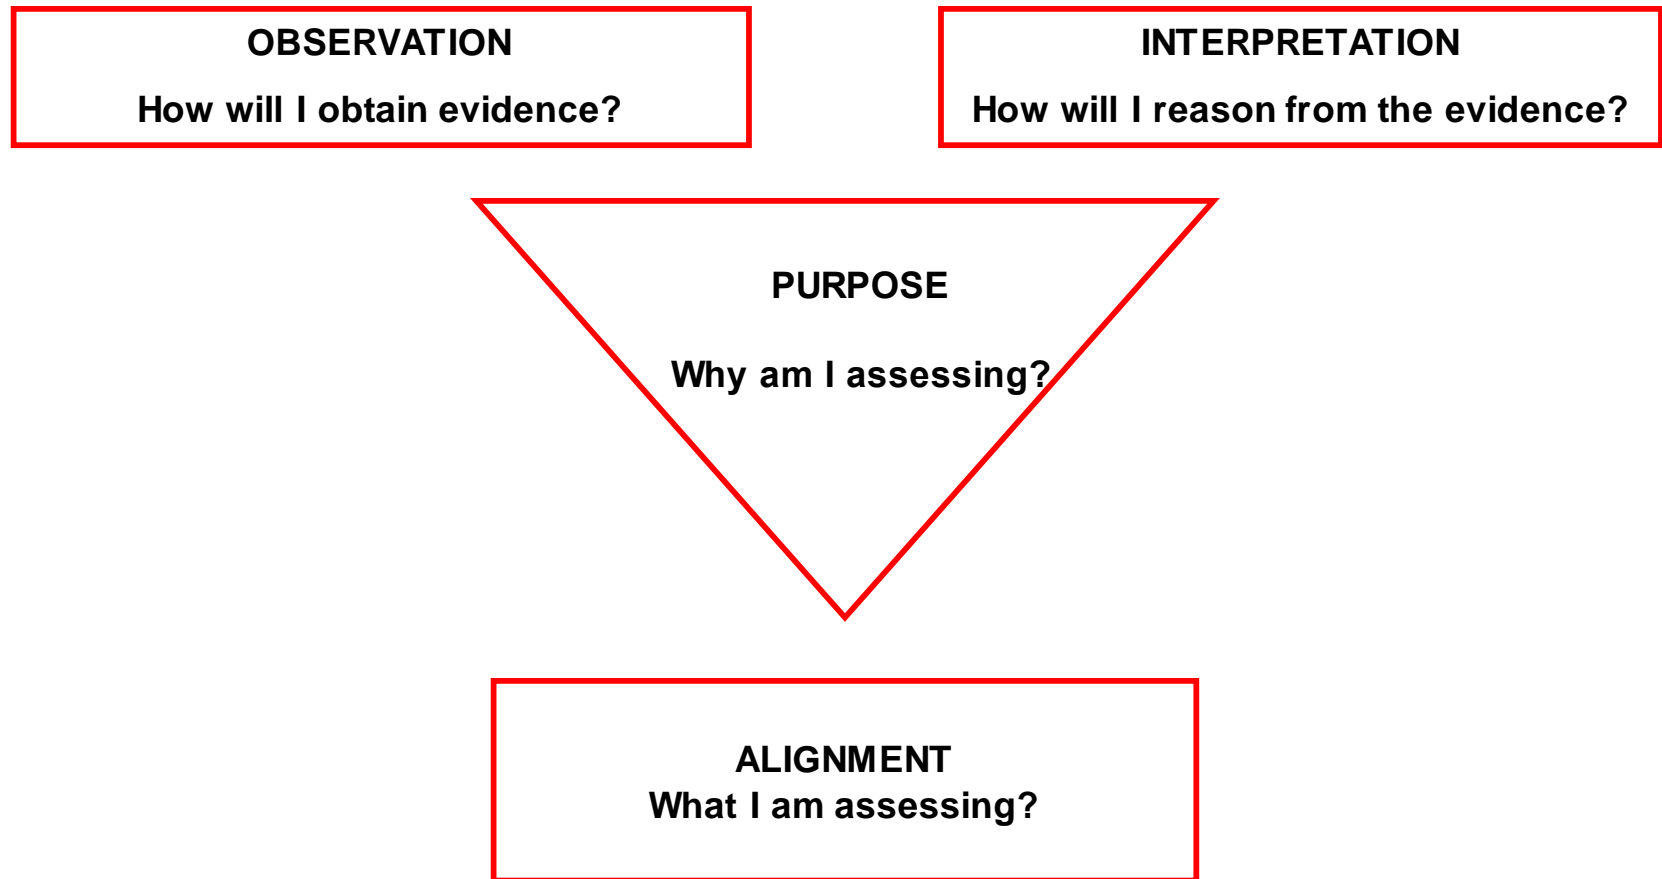 OBSERVATION
How will I obtain evidence?
INTERPRETATION
How will I reason from the evidence?
PURPOSE
Why am I assessing?
ALIGNMENT
What I am assessing?